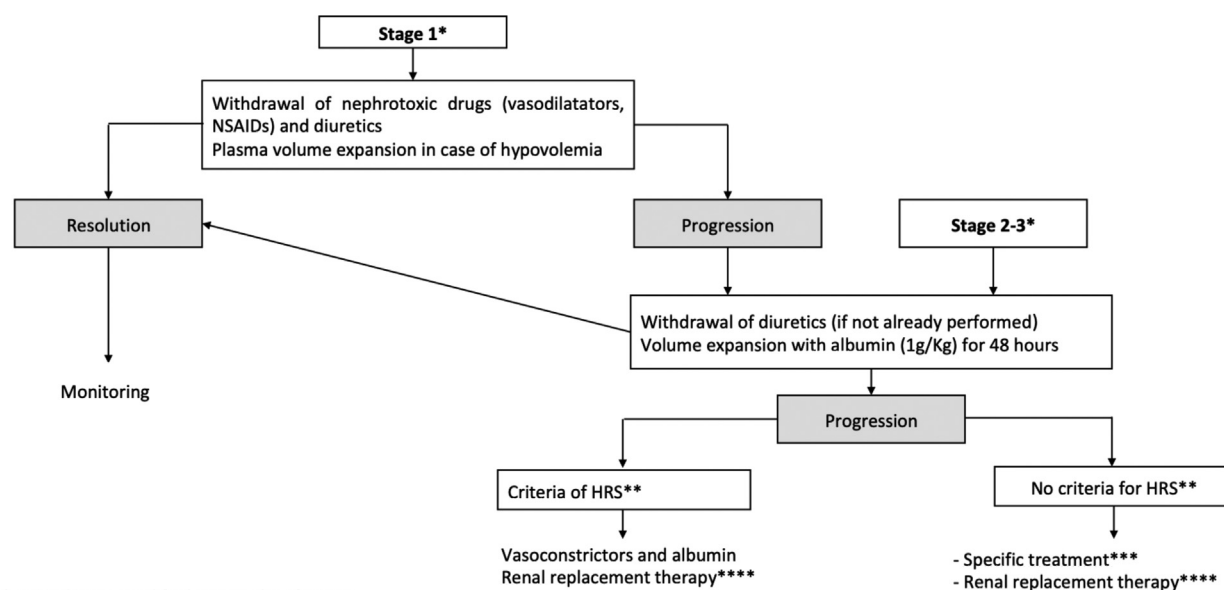 Stage 1*
Withdrawal of nephrotoxic drugs (vasodilatators,
NSAIDs) and diuretics
Plasma volume expansion in case of hypovolemia
Resolution
Progression
Stage 2-3*
Withdrawal of diuretics (if not already performed)
Volume expansion with albumin (1g/Kg) for 48 hours
Monitoring
Progression
Criteria of HRS**
No criteria for HRS**
Vasoconstrictors and albumin
Renal replacement therapy****
- Specific treatment***
- Renal replacement therapy****